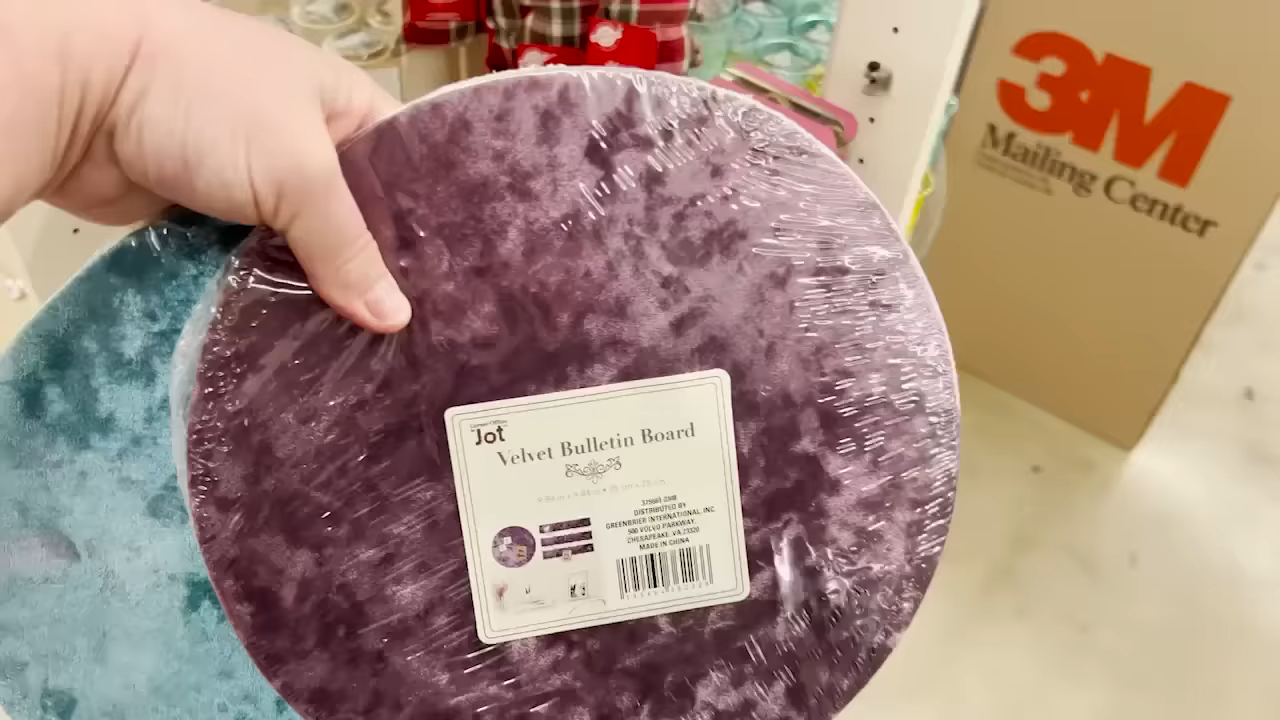 3M
Mailing Center
Jot
Velvet Bulletin Board
DISTRIBUTED BY
GREENBRIER INTERNATIONAL, INC.
500 VOLVO PARKWAY,
CHESAPEAKE, VA 23320
MADE IN CHINA